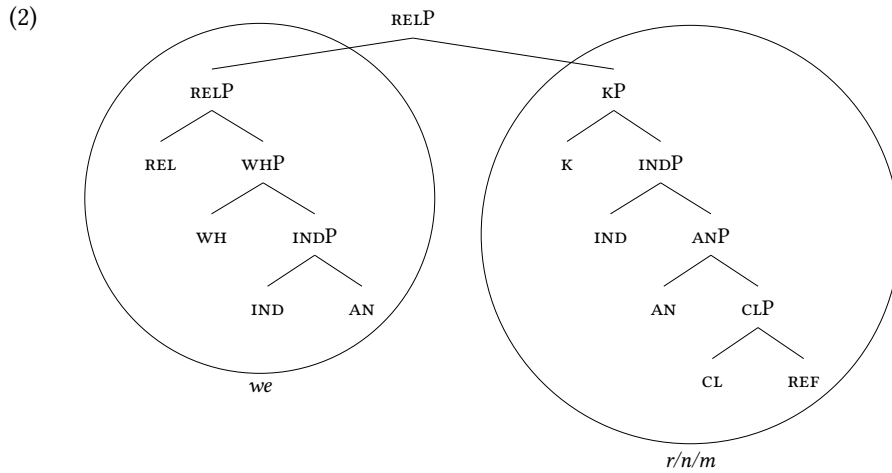 (2) RELP
RELP KP
REL WHP K INDP
WH INDP IND ANP
IND AN AN CLP
we CL REF
r/n/m